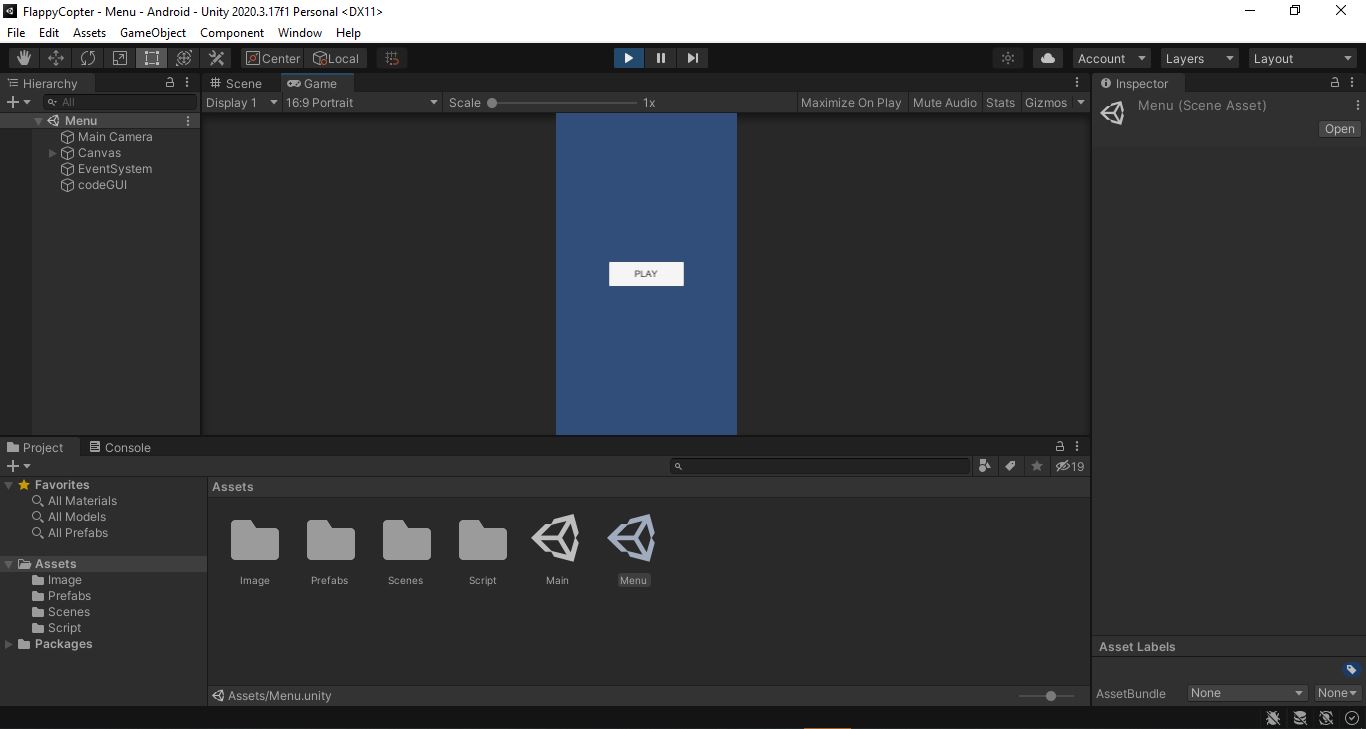 FlappyCopter - Menu - Android - Unity 2020.3.17f1 Personal <DX11>
File Edit Assets GameObject Component Window Help
Center Local Account Layers Layout
Hierarchy Scene Game Inspector
All Display 1 16:9 Portrait Scale 1x Maximize On Play Mute Audio Stats Gizmos Menu (Scene Asset)
Menu Open
Main Camera
Canvas
EventSystem
codeGUI
PLAY
Project Console
19
Favorites Assets
All Materials
All Models
All Prefabs
Assets
Image Image Prefabs Scenes Script Main Menu
Prefabs
Scenes
Script
Packages Asset Labels
Assets/Menu.unity AssetBundle None None